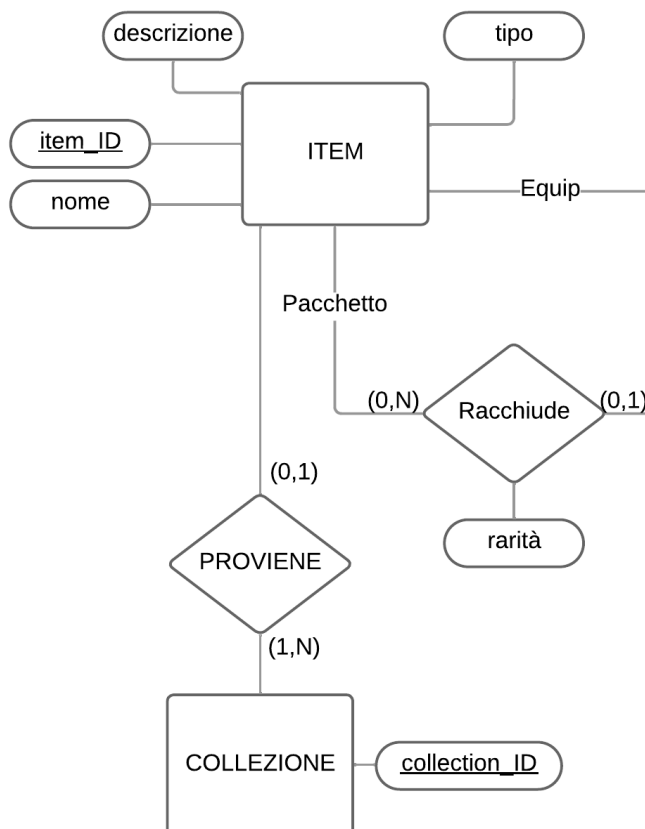 descrizione
tipo
item_ID
ITEM
nome
Equip
Pacchetto
(0,N)
Racchiude
(0,1)
(0,1)
rarità
PROVIENE
(1,N)
COLLEZIONE
collection_ID